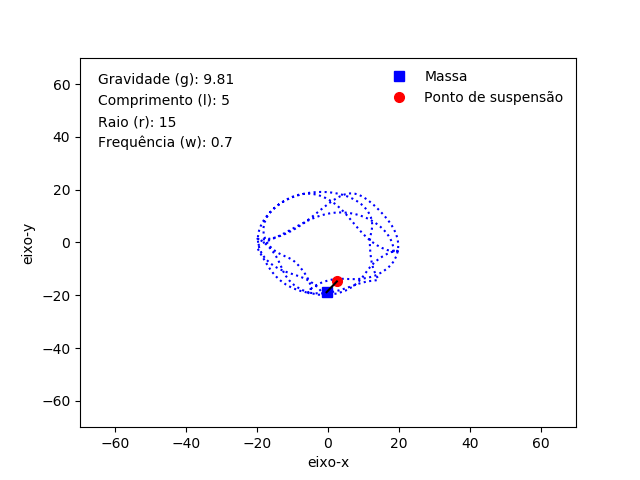 Gravidade (g): 9.81
Comprimento (l): 5
Raio (r): 15
Frequência (w): 0.7
Massa
Ponto de suspensão
60
40
20
0
−20
−40
−60
eixo-y
−60
−40
−20
0
20
40
60
eixo-x